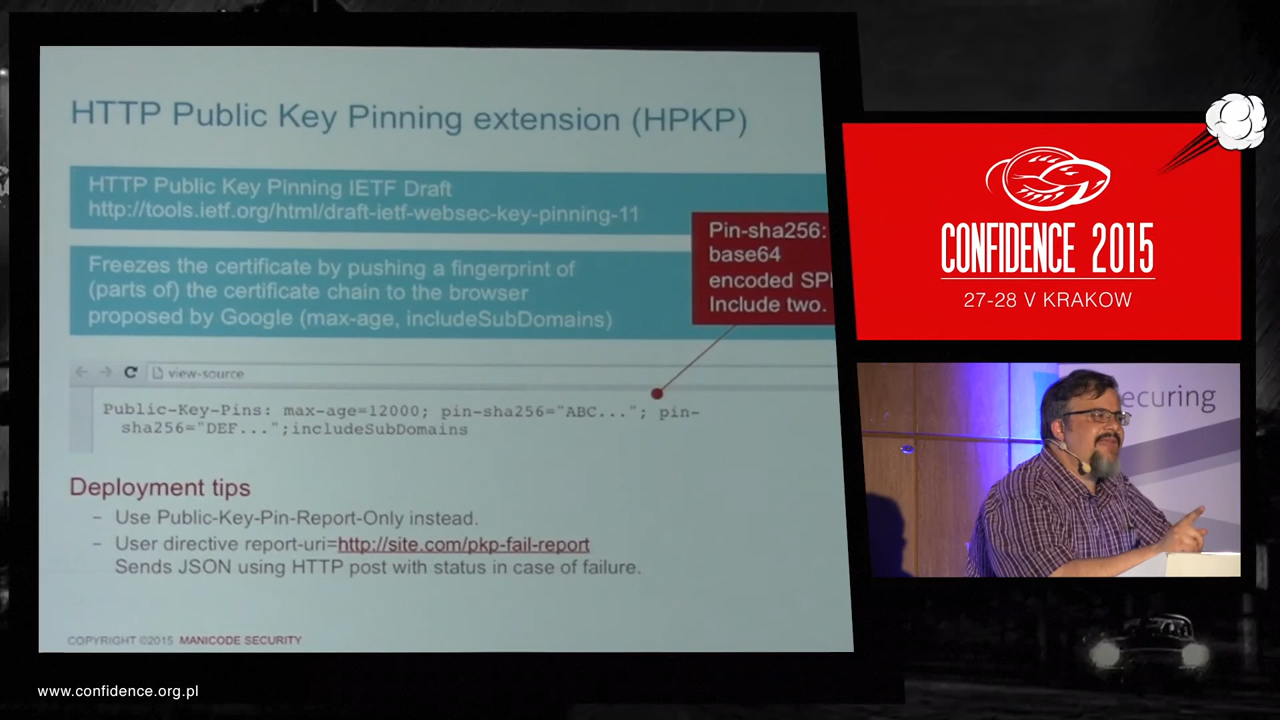 HTTP Public Key Pinning extension (HPKP)
HTTP Public Key Pinning IETF Draft
http://tools.ietf.org/html/draft-ietf-websec-key-pinning-11
Freezes the certificate by pushing a fingerprint of
(parts of) the certificate chain to the browser
proposed by Google (max-age, includeSubDomains)
Pin-sha256:
base64
encoded SPI
Include two.
view-source
Public-Key-Pins: max-age=12000; pin-sha256="ABC..."; pin-
sha256="DEF...";includeSubDomains
Deployment tips
– Use Public-Key-Pin-Report-Only instead.
– User directive report-uri=http://site.com/pkp-fail-report
Sends JSON using HTTP post with status in case of failure.
COPYRIGHT ©2015 MANICODE SECURITY
CONFIDENCE 2015
27-28 V KRAKOW
ecuring
www.confidence.org.pl